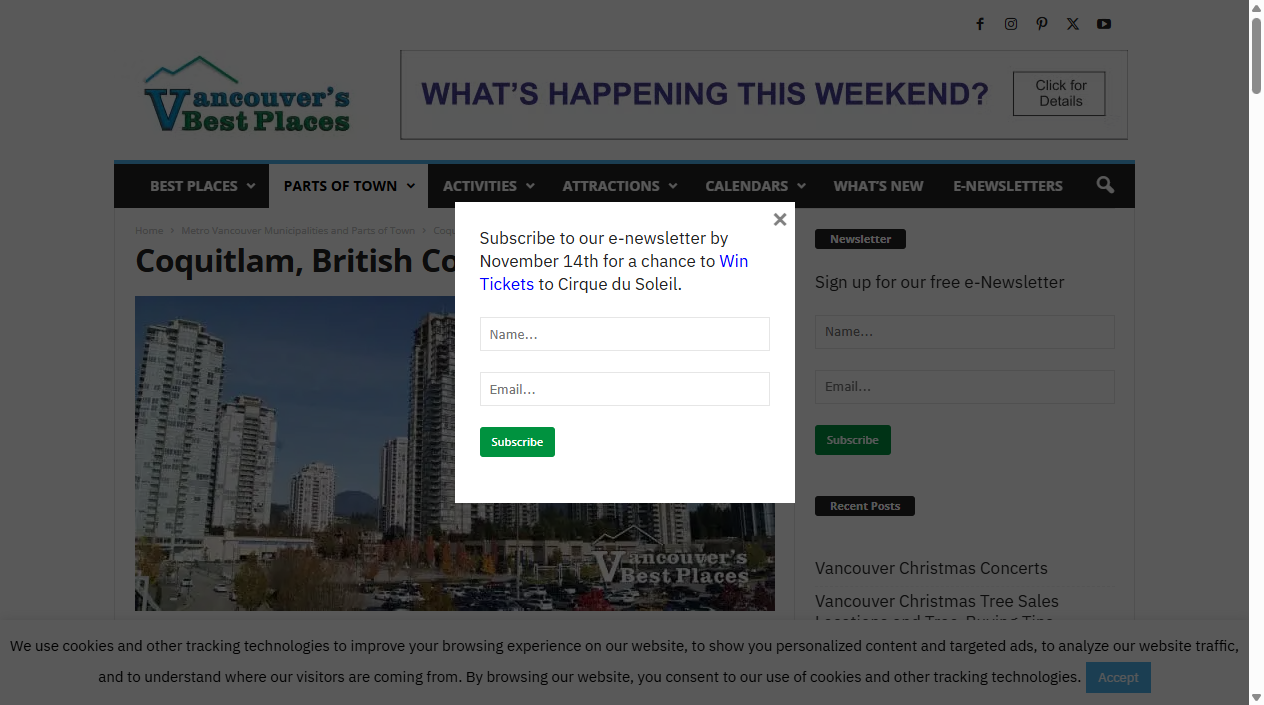 Vancouver's
Best Places
WHAT'S HAPPENING THIS WEEKEND?
Click for
Details
BEST PLACES
PARTS OF TOWN
ACTIVITIES
ATTRACTIONS
CALENDARS
WHAT'S NEW
E-NEWSLETTERS
Home › Metro Vancouver Municipalities and Parts of Town ›
Coquitlam, British
×
Subscribe to our e-newsletter by
November 14th for a chance to Win
Tickets to Cirque du Soleil.
Name...
Email...
Subscribe
Vancouver's
Best Places
Newsletter
Sign up for our free e-Newsletter
Name...
Email...
Subscribe
Recent Posts
Vancouver Christmas Concerts
Vancouver Christmas Tree Sales
Locations and Tree-Buying Tips
We use cookies and other tracking technologies to improve your browsing experience on our website, to show you personalized content and targeted ads, to analyze our website traffic,
and to understand where our visitors are coming from. By browsing our website, you consent to our use of cookies and other tracking technologies.
Accept